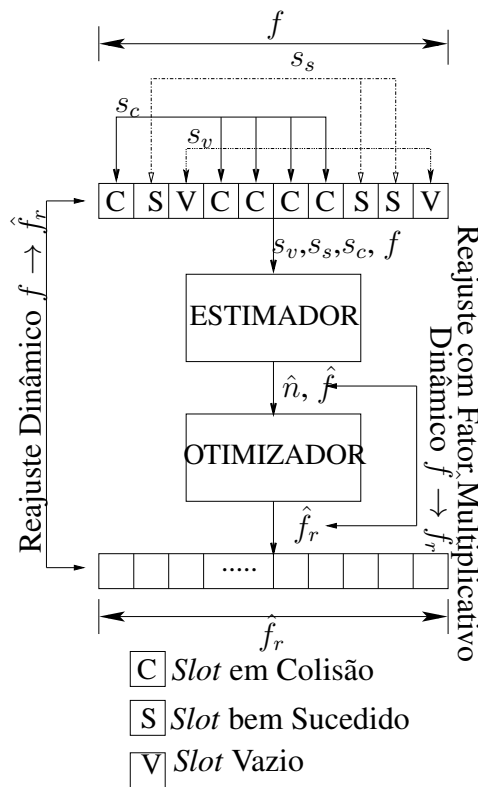 f
s_s
s_c
s_v
C S V C C C C S S V
s_v,s_s,s_c, f
ESTIMADOR
n̂, f̂
OTIMIZADOR
f̂_r
.....
f̂_r
Reajuste Dinâmico f → f̂_r
Reajuste com Fator Multiplicativo
Dinâmico f̂ → f̂_r
C Slot em Colisão
S Slot bem Sucedido
V Slot Vazio